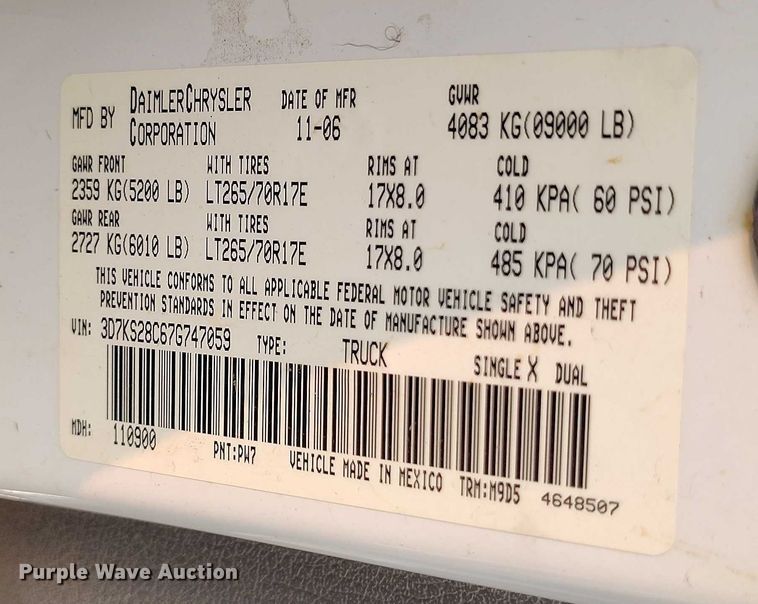 MFD BY DAIMLERCHRYSLER CORPORATION DATE OF MFR 11-06 GVWR 4083 KG(09000 LB)
GAWR FRONT WITH TIRES RIMS AT COLD
2359 KG(5200 LB) LT265/70R17E 17X8.0 410 KPA( 60 PSI)
GAWR REAR WITH TIRES RIMS AT COLD
2727 KG(6010 LB) LT265/70R17E 17X8.0 485 KPA( 70 PSI)
THIS VEHICLE CONFORMS TO ALL APPLICABLE FEDERAL MOTOR VEHICLE SAFETY AND THEFT
PREVENTION STANDARDS IN EFFECT ON THE DATE OF MANUFACTURE SHOWN ABOVE.
VIN: 3D7KS28C67G747059 TYPE: TRUCK SINGLE X DUAL
MDH: 110900 PNT:PW7 VEHICLE MADE IN MEXICO TRM:M9D5 4648507
Purple Wave Auction